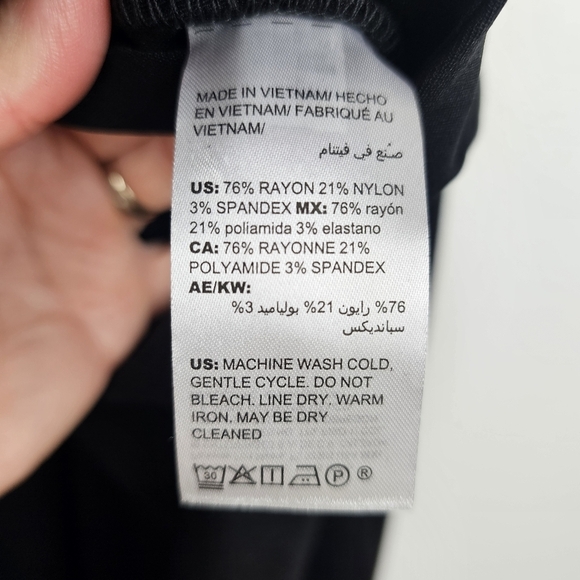 MADE IN VIETNAM/ HECHO
EN VIETNAM/ FABRIQUÉ AU
VIETNAM/
صنع في فيتنام
US: 76% RAYON 21% NYLON
3% SPANDEX MX: 76% rayón
21% poliamida 3% elastano
CA: 76% RAYONNE 21%
POLYAMIDE 3% SPANDEX
AE/KW:
76% رايون 21% بولياميد 3%
سبانديكس
US: MACHINE WASH COLD,
GENTLE CYCLE. DO NOT
BLEACH. LINE DRY. WARM
IRON. MAY BE DRY
CLEANED
30 P ®